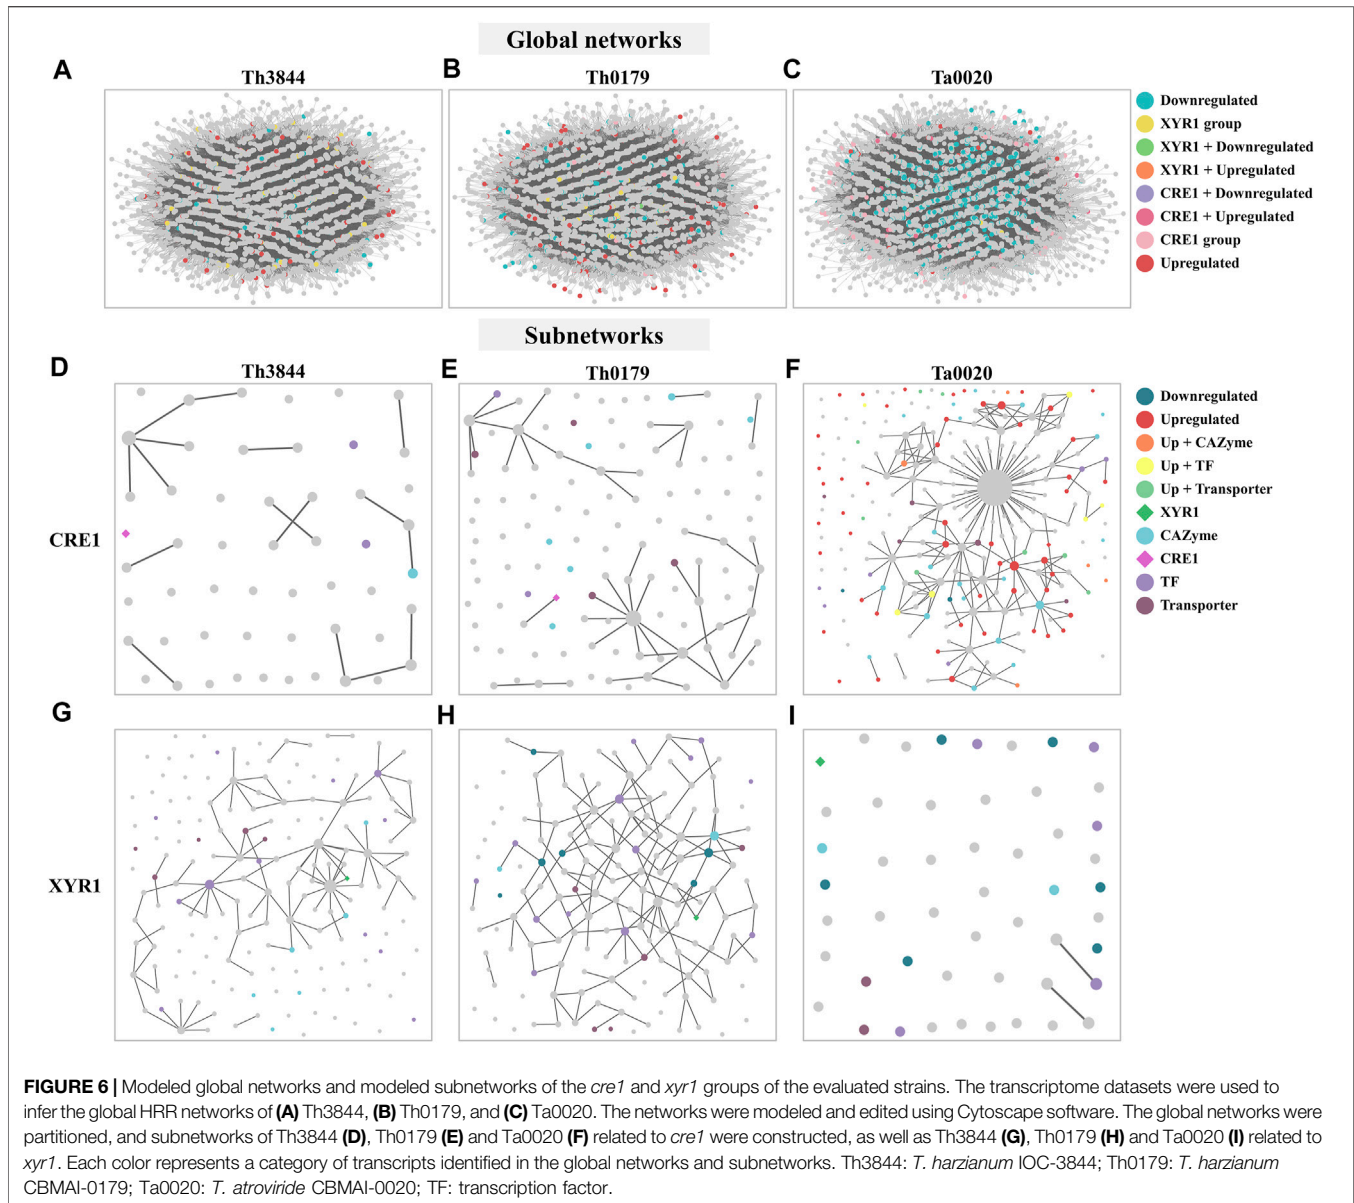 Global networks
A
Th3844
B
Th0179
C
Ta0020
Downregulated
XYR1 group
XYR1 + Downregulated
XYR1 + Upregulated
CRE1 + Downregulated
CRE1 + Upregulated
CRE1 group
Upregulated
Subnetworks
D
Th3844
E
Th0179
F
Ta0020
CRE1
Downregulated
Upregulated
Up + CAZyme
Up + TF
Up + Transporter
XYR1
CAZyme
CRE1
TF
Transporter
G
H
I
XYR1
FIGURE 6 | Modeled global networks and modeled subnetworks of the cre1 and xyr1 groups of the evaluated strains. The transcriptome datasets were used to
infer the global HRR networks of (A) Th3844, (B) Th0179, and (C) Ta0020. The networks were modeled and edited using Cytoscape software. The global networks were
partitioned, and subnetworks of Th3844 (D), Th0179 (E) and Ta0020 (F) related to cre1 were constructed, as well as Th3844 (G), Th0179 (H) and Ta0020 (I) related to
xyr1. Each color represents a category of transcripts identified in the global networks and subnetworks. Th3844: T. harzianum IOC-3844; Th0179: T. harzianum
CBMAI-0179; Ta0020: T. atroviride CBMAI-0020; TF: transcription factor.